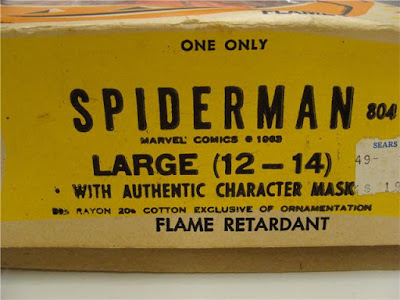 ONE ONLY
SPIDERMAN 804
MARVEL COMICS © 1963
SEARS
LARGE (12 — 14)
49-
WITH AUTHENTIC CHARACTER MASK
RAYON 20% COTTON EXCLUSIVE OF ORNAMENTATION
FLAME RETARDANT